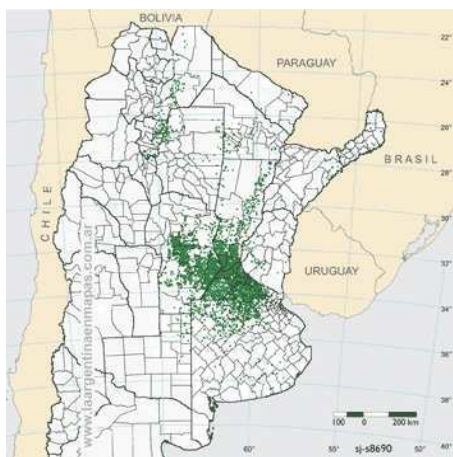 BOLIVIA
22°
PARAGUAY
24°
26°
BRASIL
28°
CHILE
30°
URUGUAY
32°
34°
www.laargentinaenmapas.com.ar
36°
38°
100 0 200 km
60° 55° 50° 40°
sj-s8690